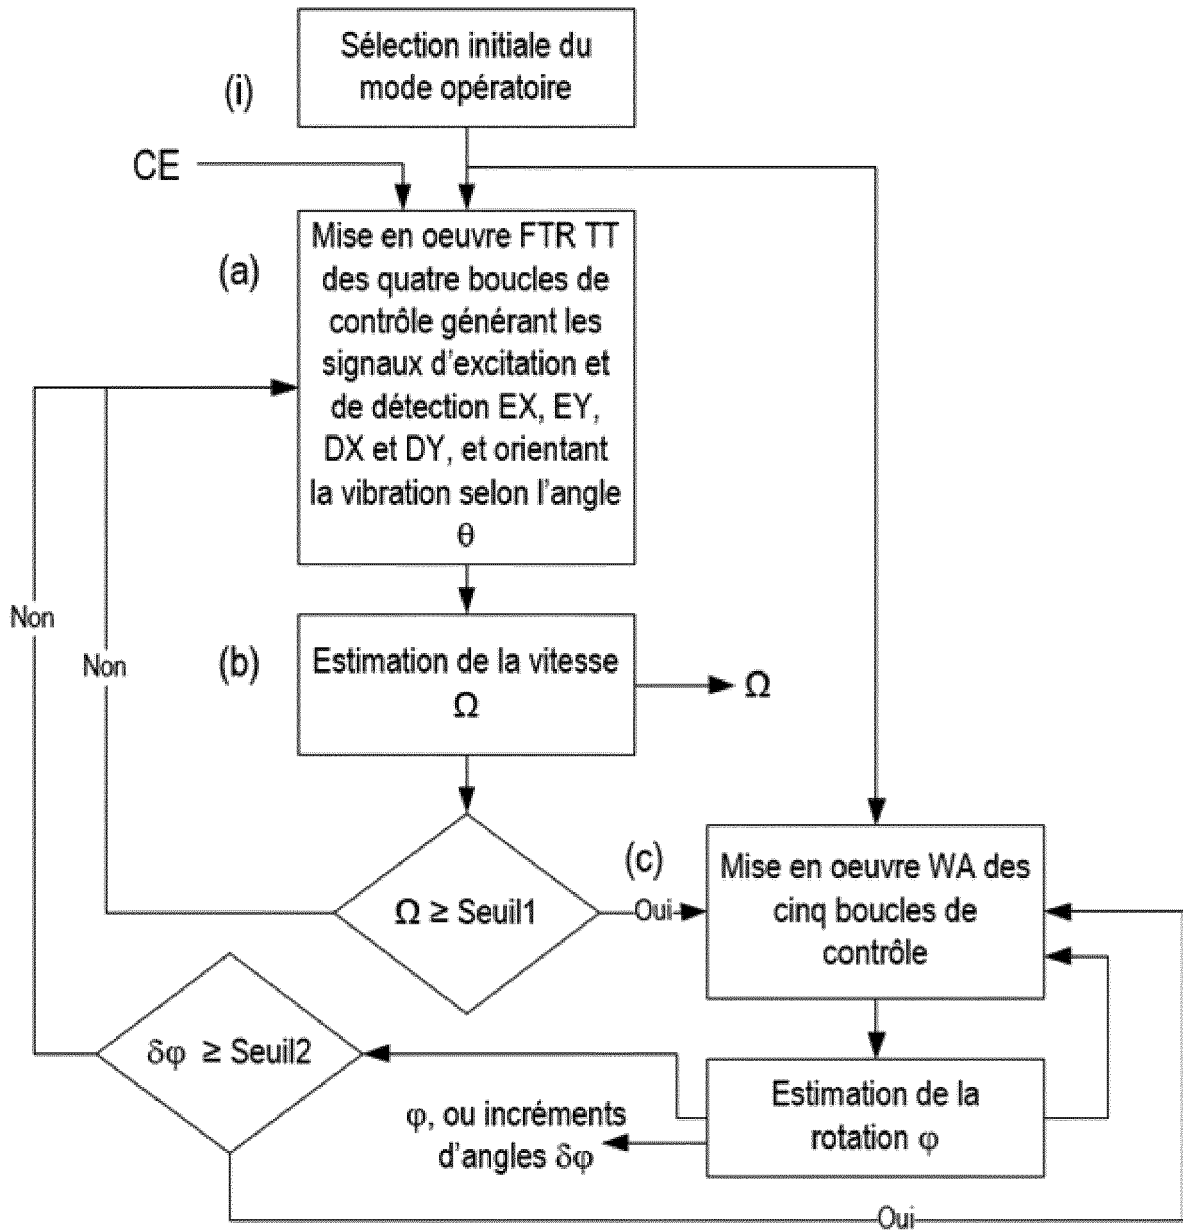 Sélection initiale du
mode opératoire
(i)
CE
(a)
Mise en oeuvre FTR TT
des quatre boucles de
contrôle générant les
signaux d'excitation et
de détection EX, EY,
DX et DY, et orientant
la vibration selon l'angle
θ
Non
Non
(b)
Estimation de la vitesse
Ω
Ω
(c)
Ω ≥ Seuil1
Oui
Mise en oeuvre WA des
cinq boucles de
contrôle
δφ ≥ Seuil2
Estimation de la
rotation φ
φ, ou incréments
d'angles δφ
Oui